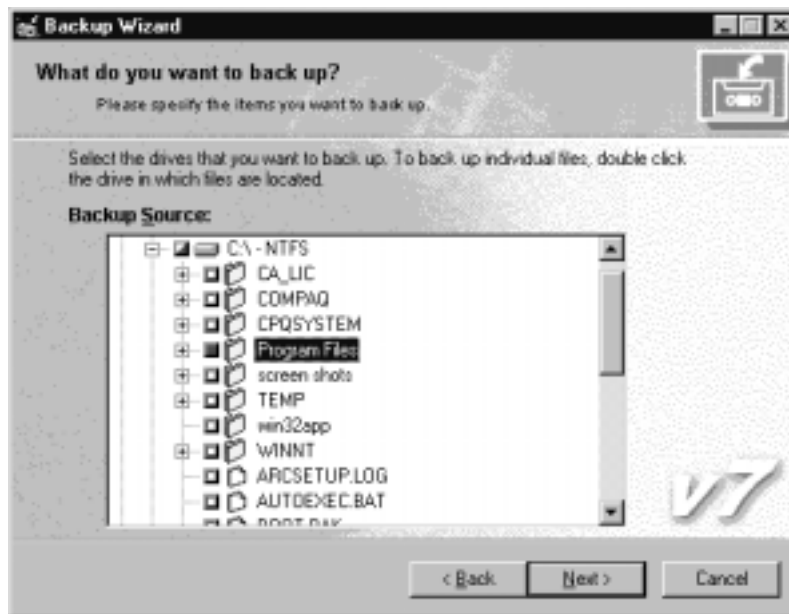 Backup Wizard
What do you want to back up?
Please specify the items you want to back up.
Select the drives that you want to back up. To back up individual files, double click
the drive in which files are located.
Backup Source:
C:\ - NTFS
CA_LIC
COMPAQ
CPQSYSTEM
Program Files
screen shots
TEMP
win32app
WINNT
ARCSETUP.LOG
AUTOEXEC.BAT
v7
< Back
Next >
Cancel